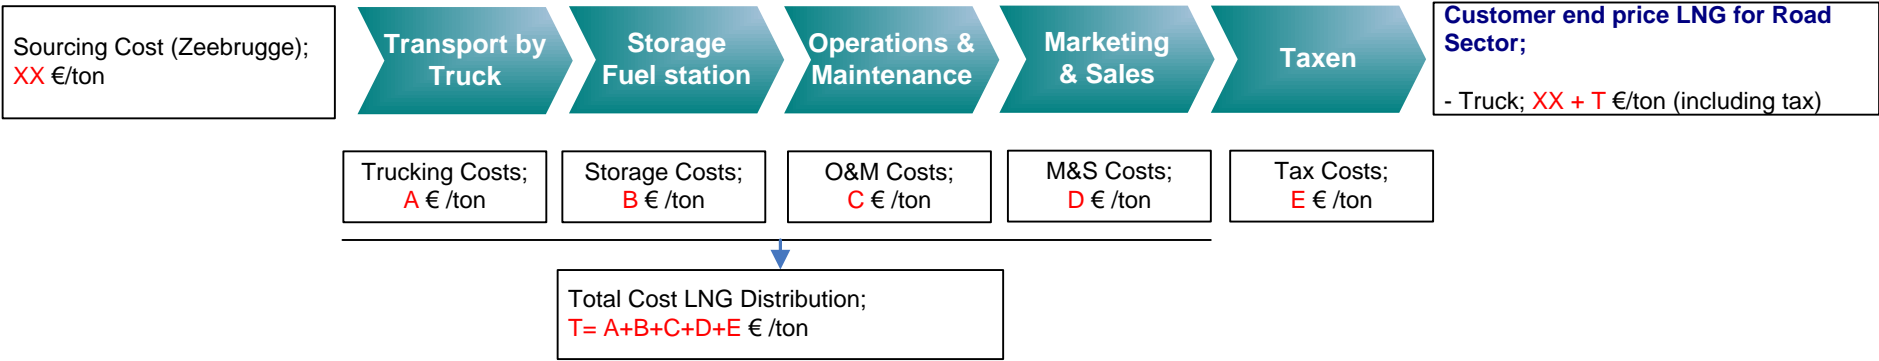 Sourcing Cost (Zeebrugge);
XX €/ton
Transport by
Truck
Storage
Fuel station
Operations &
Maintenance
Marketing
& Sales
Taxen
Customer end price LNG for Road
Sector;
- Truck; XX + T €/ton (including tax)
Trucking Costs;
A € /ton
Storage Costs;
B € /ton
O&M Costs;
C € /ton
M&S Costs;
D € /ton
Tax Costs;
E € /ton
Total Cost LNG Distribution;
T= A+B+C+D+E € /ton